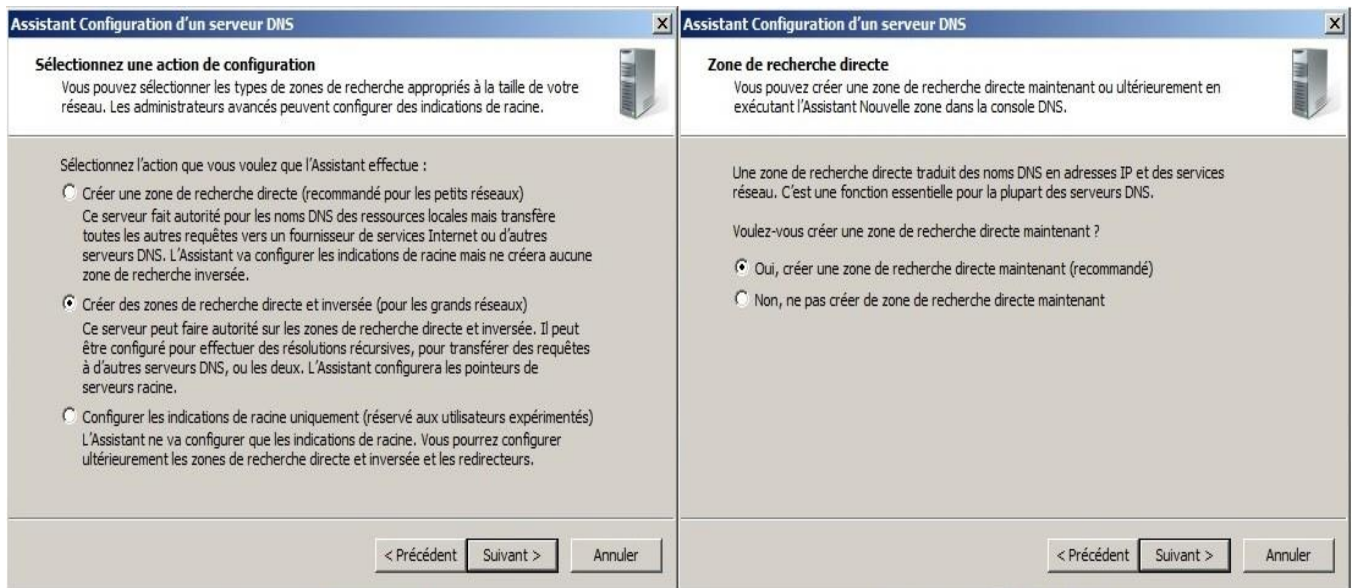 Assistant Configuration d'un serveur DNS
Sélectionnez une action de configuration
Vous pouvez sélectionner les types de zones de recherche appropriés à la taille de votre
réseau. Les administrateurs avancés peuvent configurer des indications de racine.
Sélectionnez l'action que vous voulez que l'Assistant effectue :
Créer une zone de recherche directe (recommandé pour les petits réseaux)
Ce serveur fait autorité pour les noms DNS des ressources locales mais transfère
toutes les autres requêtes vers un fournisseur de services Internet ou d'autres
serveurs DNS. L'Assistant va configurer les indications de racine mais ne créera aucune
zone de recherche inversée.
Créer des zones de recherche directe et inversée (pour les grands réseaux)
Ce serveur peut faire autorité sur les zones de recherche directe et inversée. Il peut
être configuré pour effectuer des résolutions récursives, pour transférer des requêtes
à d'autres serveurs DNS, ou les deux. L'Assistant configurera les pointeurs de
serveurs racine.
Configurer les indications de racine uniquement (réservé aux utilisateurs expérimentés)
L'Assistant ne va configurer que les indications de racine. Vous pourrez configurer
ultérieurement les zones de recherche directe et inversée et les redirecteurs.
< Précédent
Suivant >
Annuler
Assistant Configuration d'un serveur DNS
Zone de recherche directe
Vous pouvez créer une zone de recherche directe maintenant ou ultérieurement en
exécutant l'Assistant Nouvelle zone dans la console DNS.
Une zone de recherche directe traduit des noms DNS en adresses IP et des services
réseau. C'est une fonction essentielle pour la plupart des serveurs DNS.
Voulez-vous créer une zone de recherche directe maintenant ?
Oui, créer une zone de recherche directe maintenant (recommandé)
Non, ne pas créer de zone de recherche directe maintenant
< Précédent
Suivant >
Annuler